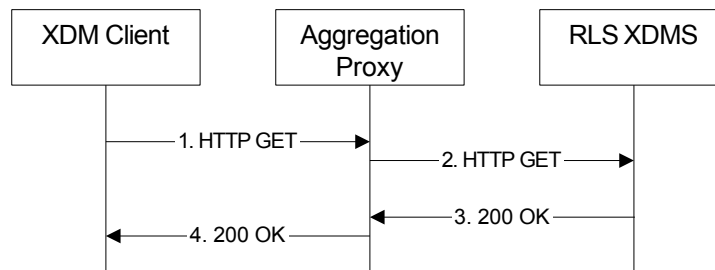 XDM Client
Aggregation
Proxy
RLS XDMS
1. HTTP GET
2. HTTP GET
3. 200 OK
4. 200 OK